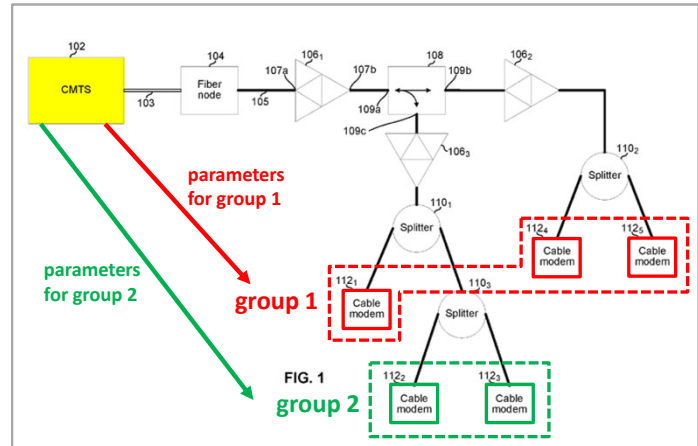 102
CMTS
103
104
Fiber
node
105
107a
106₁
107b
108
109a
109b
109c
106₂
106₃
110₂
Splitter
110₁
Splitter
parameters
for group 1
parameters
for group 2
112₄
Cable
modem
112₅
Cable
modem
group 1
112₁
Cable
modem
110₃
Splitter
FIG. 1
group 2
112₂
Cable
modem
112₃
Cable
modem